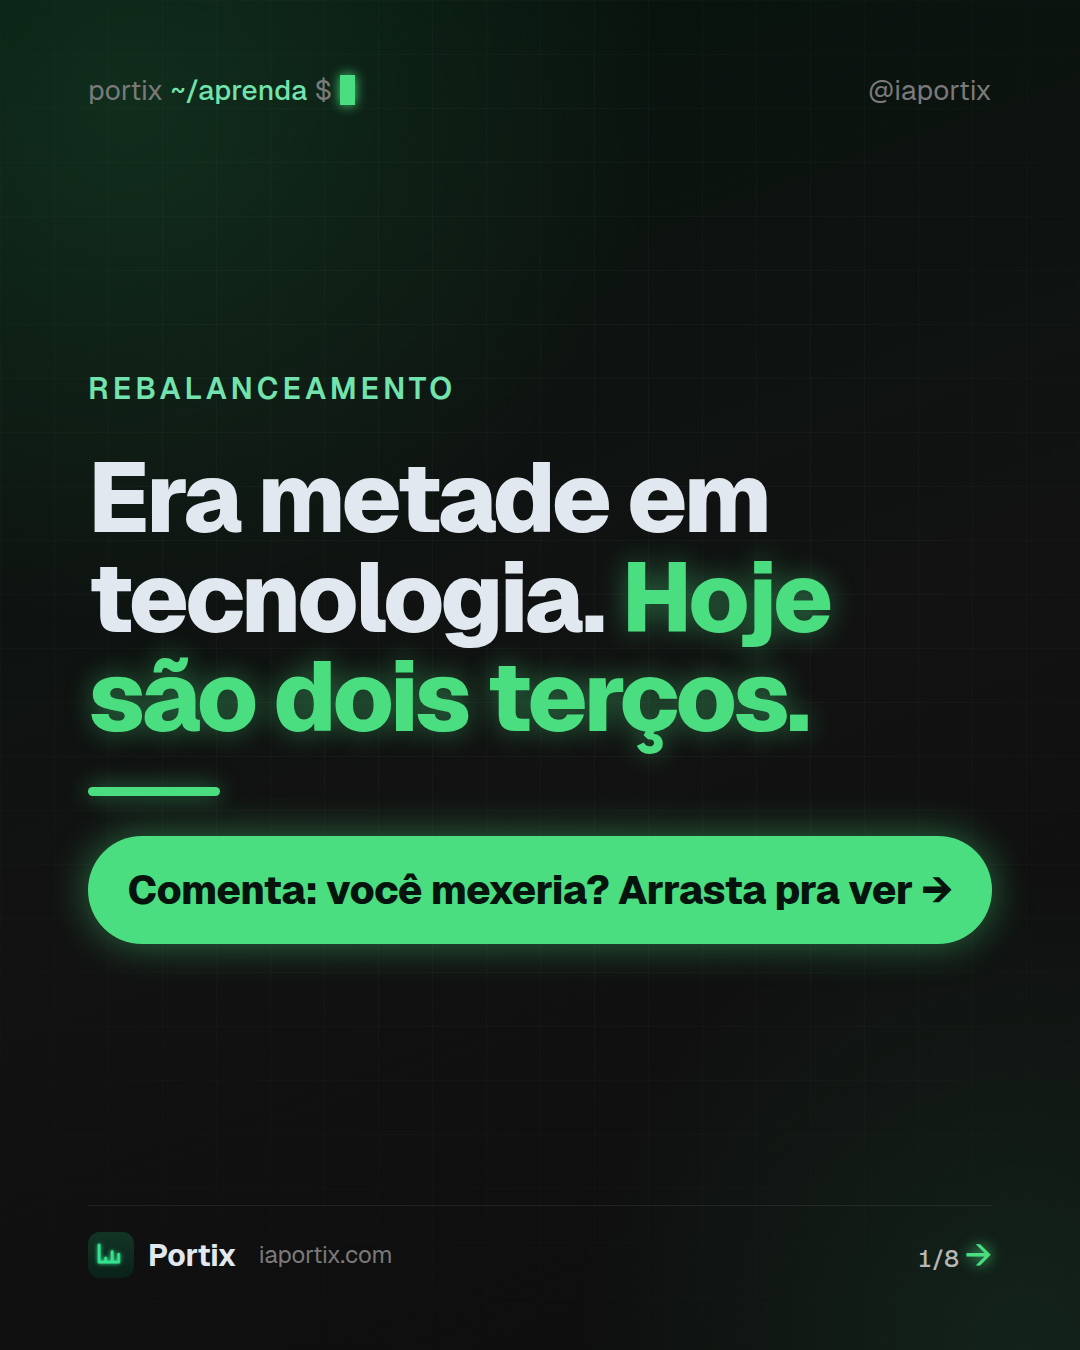 portix ~/aprenda $
@iaportix
REBALANCEAMENTO
Era metade em
tecnologia. Hoje
são dois terços.
Comenta: você mexeria? Arrasta pra ver →
Portix iaportix.com
1/8 →